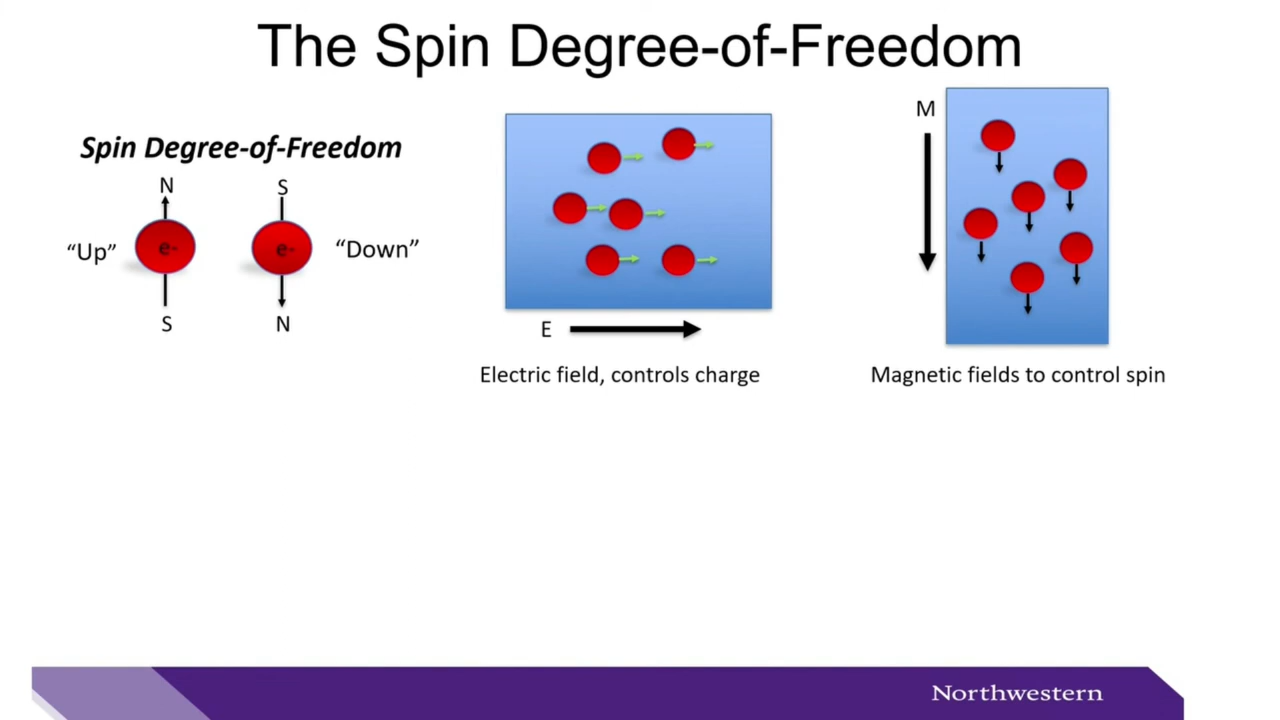 The Spin Degree-of-Freedom
Spin Degree-of-Freedom
N
S
"Up"
e-
e-
"Down"
S
N
E
Electric field, controls charge
M
Magnetic fields to control spin
Northwestern